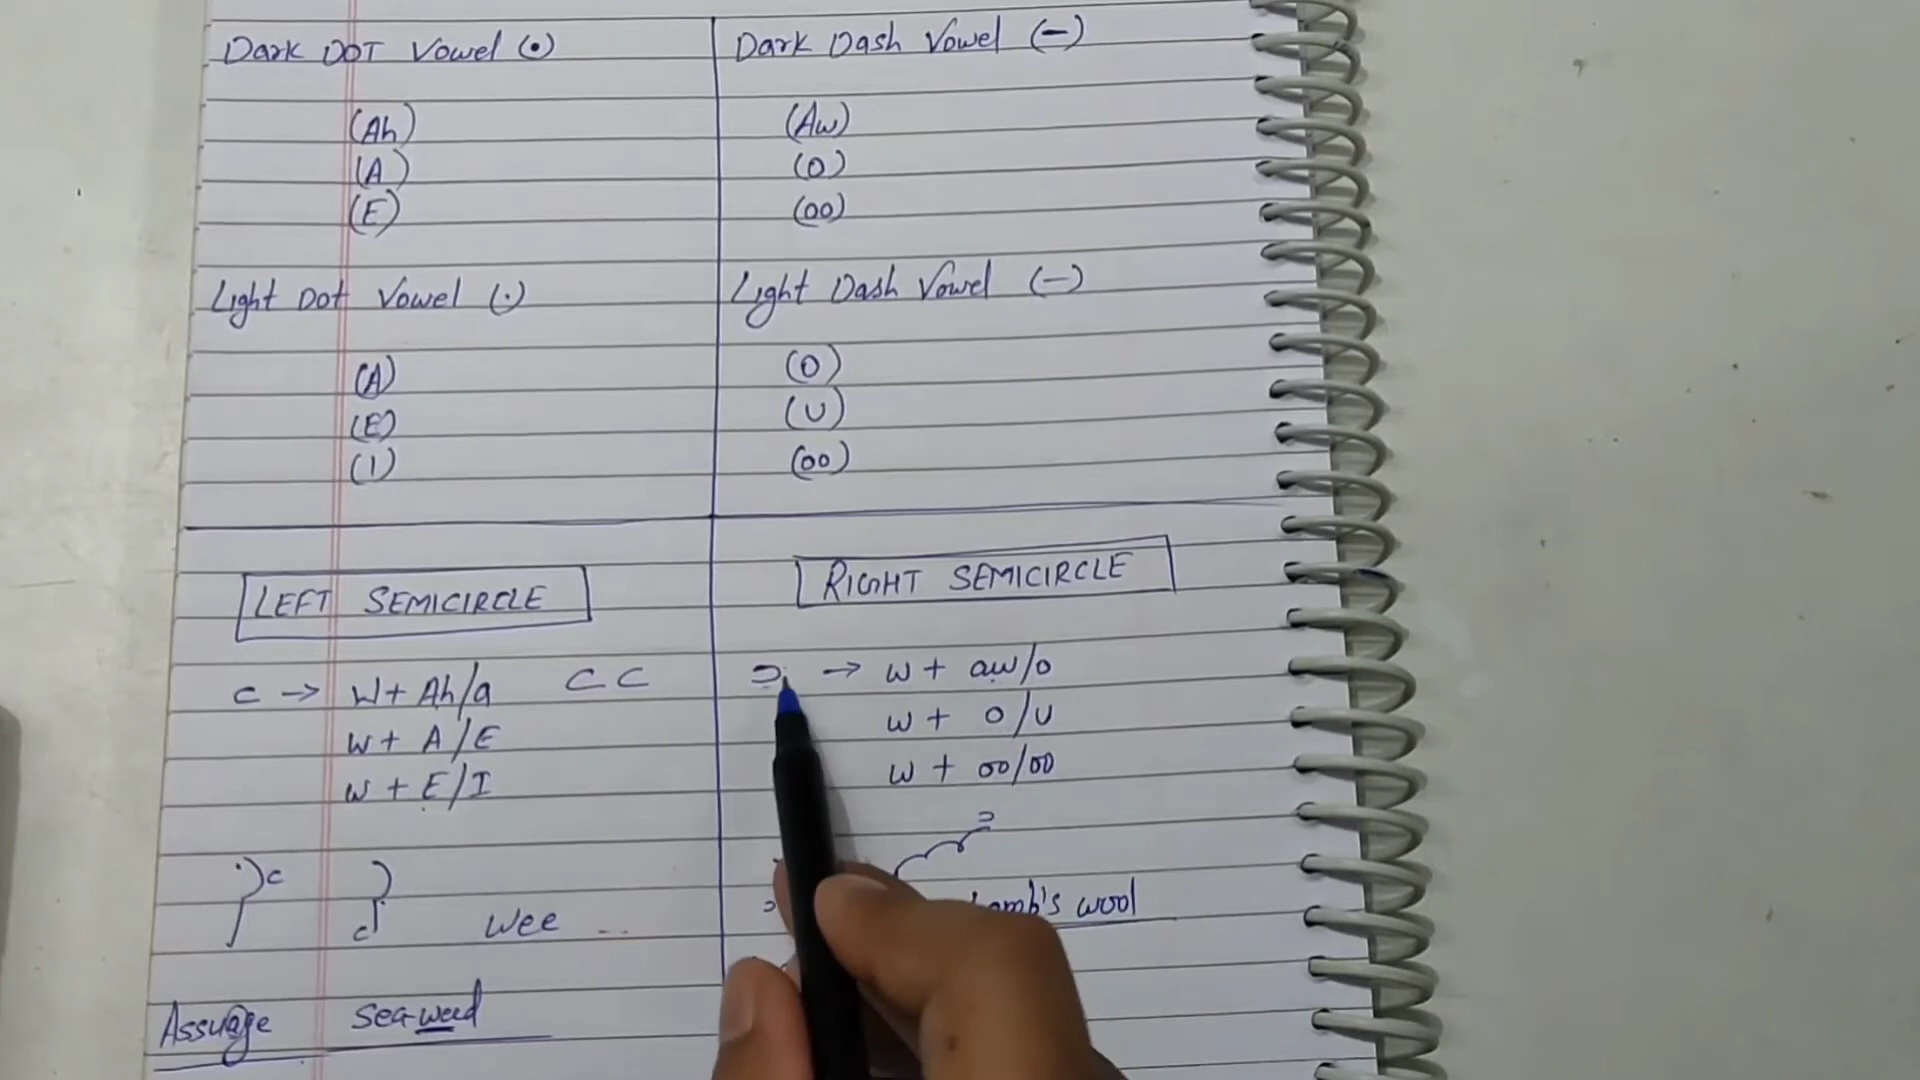 Dark DOT Vowel (•)
(Ah)
(A)
(E)
Dark Dash Vowel (–)
(Aw)
(O)
(oo)
Light Dot Vowel (.)
(A)
(E)
(I)
Light Dash Vowel (–)
(O)
(U)
(oo)
LEFT SEMICIRCLE
c → W + Ah/a c c
W + A/E
W + E/I
Wee ...
Assuage Sea-weed
RIGHT SEMICIRCLE
ɔ → w + aw/o
w + o/u
w + oo/oo
wool